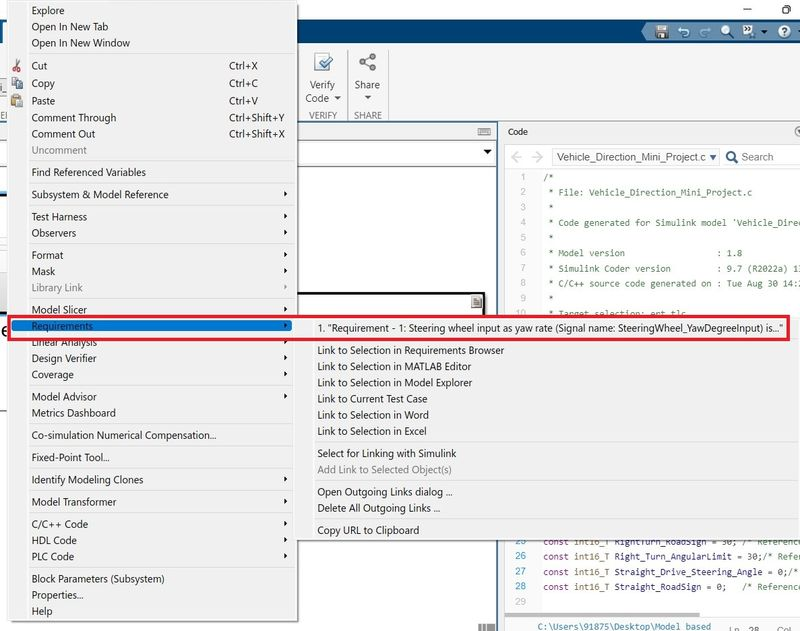 Explore
Open In New Tab
Open In New Window
Cut Ctrl+X
Copy Ctrl+C
Paste Ctrl+V
Comment Through Ctrl+Shift+Y
Comment Out Ctrl+Shift+X
Uncomment
Find Referenced Variables
Subsystem & Model Reference
Test Harness
Observers
Format
Mask
Library Link
Model Slicer
Requirements
Linear Analysis
Design Verifier
Coverage
Model Advisor
Metrics Dashboard
Co-simulation Numerical Compensation...
Fixed-Point Tool...
Identify Modeling Clones
Model Transformer
C/C++ Code
HDL Code
PLC Code
Block Parameters (Subsystem)
Properties...
Help
1. "Requirement - 1: Steering wheel input as yaw rate (Signal name: SteeringWheel_YawDegreeInput) is..."
Link to Selection in Requirements Browser
Link to Selection in MATLAB Editor
Link to Selection in Model Explorer
Link to Current Test Case
Link to Selection in Word
Link to Selection in Excel
Select for Linking with Simulink
Add Link to Selected Object(s)
Open Outgoing Links dialog ...
Delete All Outgoing Links ...
Copy URL to Clipboard
Verify
Code
VERIFY
Share
SHARE
Code
Vehicle_Direction_Mini_Project.c
Search
1 /*
2 * File: Vehicle_Direction_Mini_Project.c
3 *
4 * Code generated for Simulink model 'Vehicle_Direc
5 *
6 * Model version : 1.8
7 * Simulink Coder version : 9.7 (R2022a) 1
8 * C/C++ source code generated on : Tue Aug 30 14:2
9 *
10 * Target selection: ert.tlc
25 const int16_T RightTurn_RoadSign = 30; /* Referenc
26 const int16_T Right_Turn_AngularLimit = 30;/* Refe
27 const int16_T Straight_Drive_Steering_Angle = 0;/*
28 const int16_T Straight_RoadSign = 0; /* Reference
29
C:\Users\91875\Desktop\Model based
Ln 28 Col